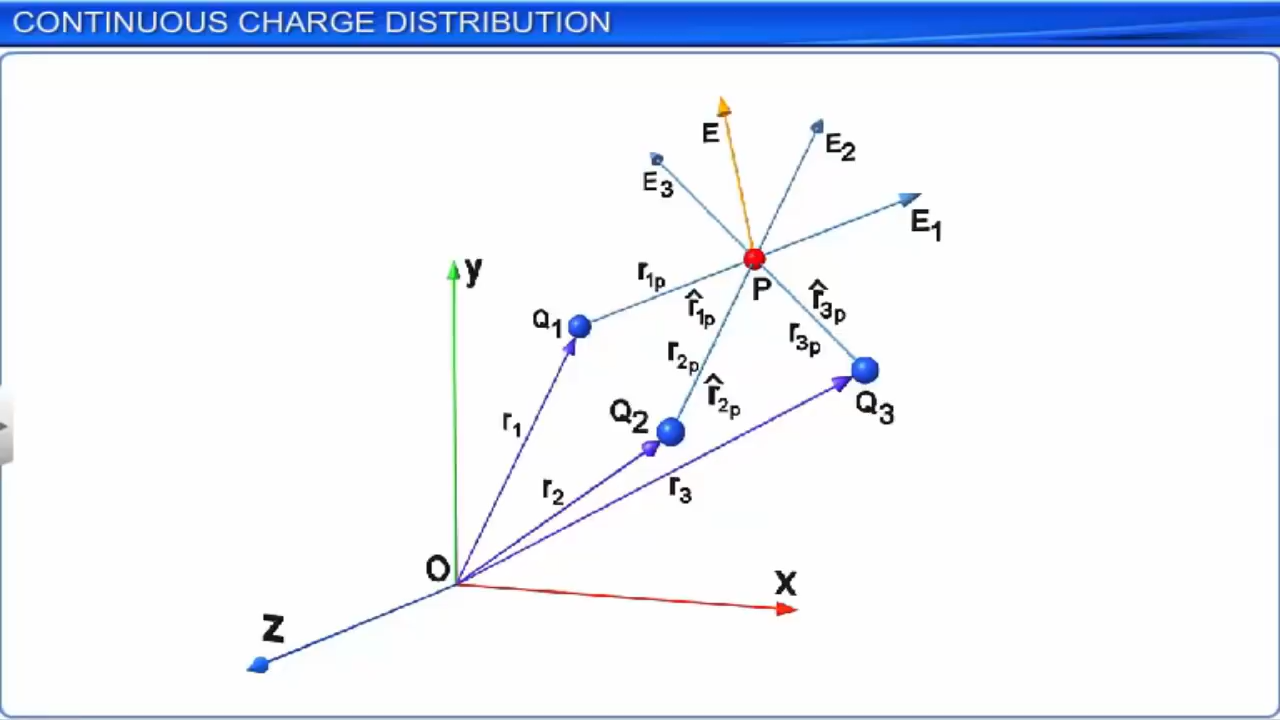 CONTINUOUS CHARGE DISTRIBUTION
E
E₂
E₃
E₁
y
r₁ₚ
P
r̂₁ₚ
r̂₃ₚ
Q₁
r₃ₚ
r₂ₚ
r̂₂ₚ
Q₂
Q₃
r₁
r₂
r₃
O
X
Z